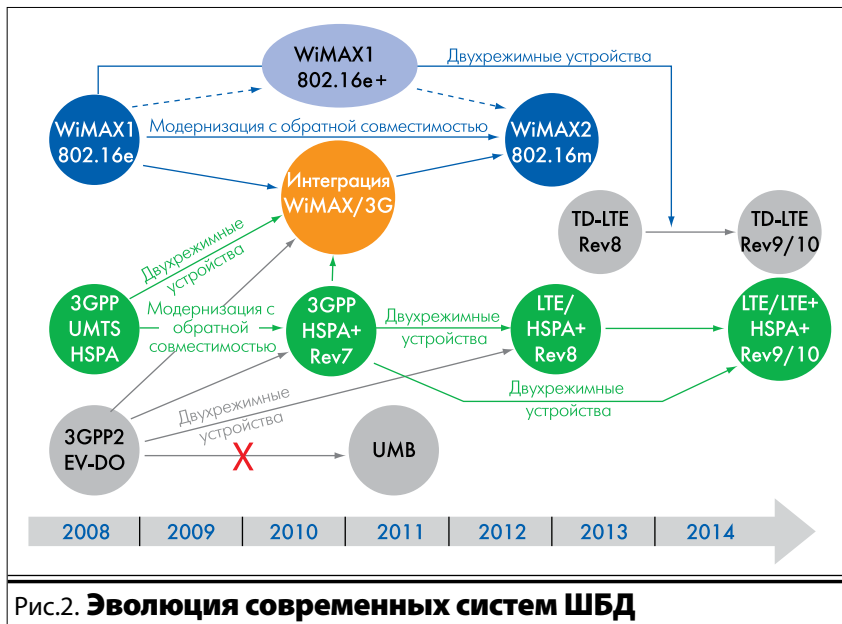 WiMAX1
802.16e+
Двухрежимные устройства
WiMAX1
802.16e
Модернизация с обратной совместимостью
WiMAX2
802.16m
Интеграция
WiMAX/3G
TD-LTE
Rev8
TD-LTE
Rev9/10
Двухрежимные
устройства
3GPP
UMTS
HSPA
Модернизация с
обратной
совместимостью
3GPP
HSPA+
Rev7
Двухрежимные
устройства
LTE/
HSPA+
Rev8
LTE/LTE+
HSPA+
Rev9/10
Двухрежимные
устройства
Двухрежимные
устройства
3GPP2
EV-DO
X
UMB
2008 2009 2010 2011 2012 2013 2014
Рис.2. Эволюция современных систем ШБД